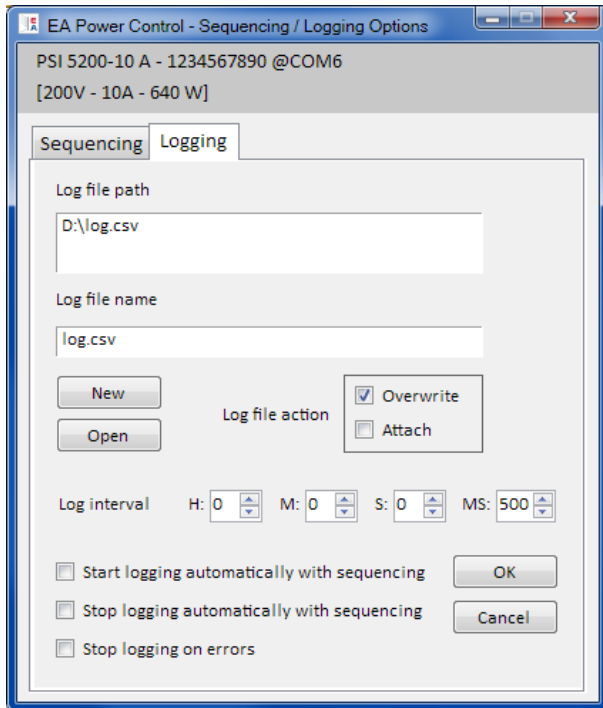 EA Power Control - Sequencing / Logging Options
PSI 5200-10 A - 1234567890 @COM6
[200V - 10A - 640 W]
Sequencing Logging
Log file path
D:\log.csv
Log file name
log.csv
New
Open
Log file action
Overwrite
Attach
Log interval H: 0 M: 0 S: 0 MS: 500
Start logging automatically with sequencing
Stop logging automatically with sequencing
Stop logging on errors
OK
Cancel